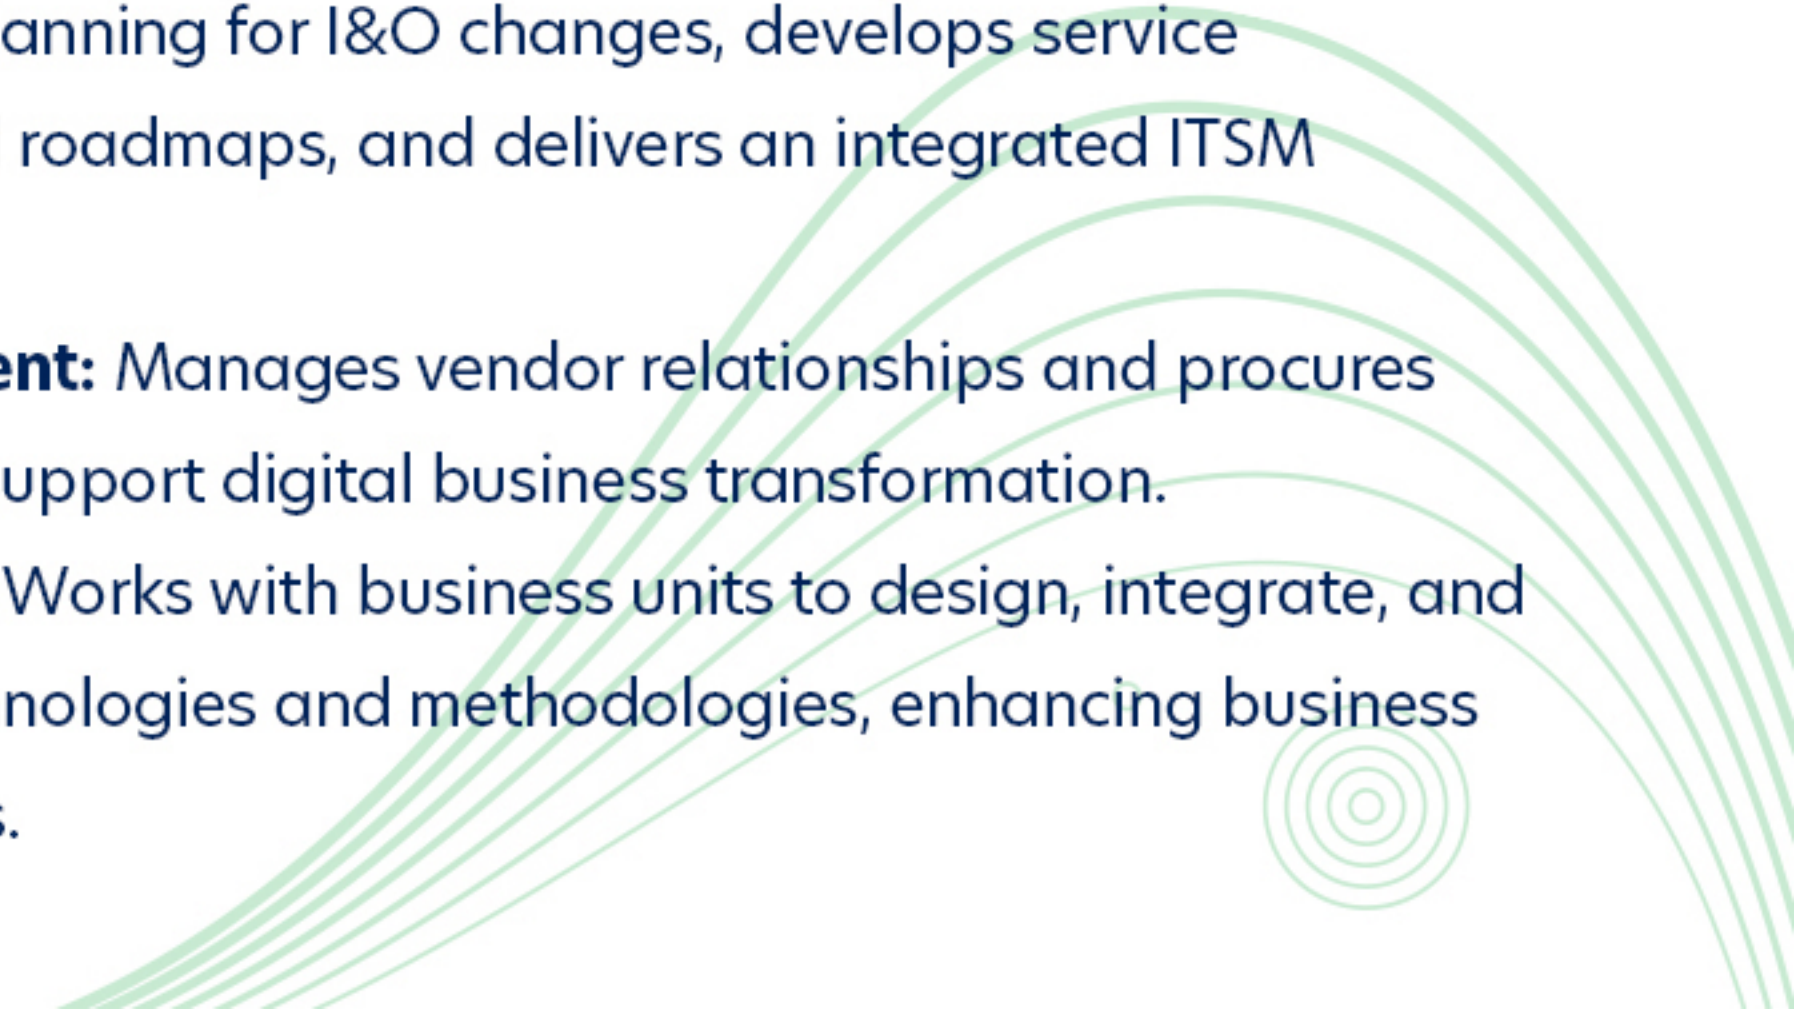 anning for I&O changes, develops service
roadmaps, and delivers an integrated ITSM
ent: Manages vendor relationships and procures
upport digital business transformation.
Works with business units to design, integrate, and
nologies and methodologies, enhancing business
s.